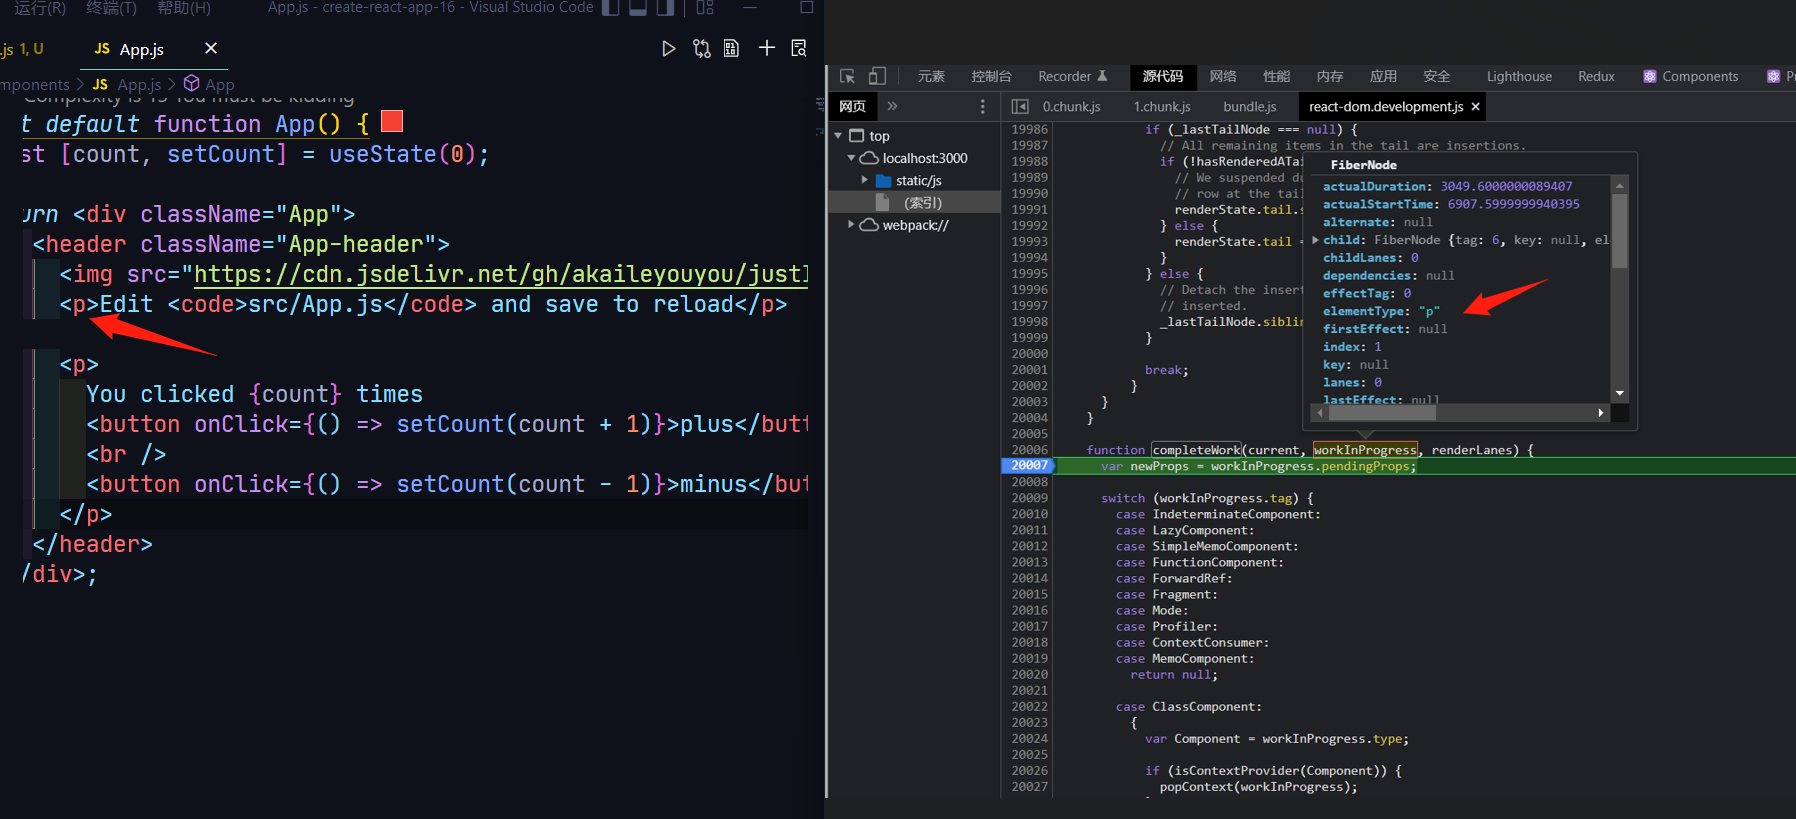 运行(R) 终端(T) 帮助(H) App.js - create-react-app-16 - Visual Studio Code
.js 1, U JS App.js ×
mponents > JS App.js > App
Complexity is 15 You must be kidding
t default function App() {
st [count, setCount] = useState(0);
urn <div className="App">
<header className="App-header">
<img src="https://cdn.jsdelivr.net/gh/akaileyouyou/justl
<p>Edit <code>src/App.js</code> and save to reload</p>
<p>
You clicked {count} times
<button onClick={() => setCount(count + 1)}>plus</butt
<br />
<button onClick={() => setCount(count - 1)}>minus</but
</p>
</header>
/div>;
元素 控制台 Recorder 源代码 网络 性能 内存 应用 安全 Lighthouse Redux Components Pr
网页 »
top
localhost:3000
static/js
(索引)
webpack://
0.chunk.js 1.chunk.js bundle.js react-dom.development.js ×
19986 if (_lastTailNode === null) {
19987 // All remaining items in the tail are insertions.
19988 if (!hasRenderedATai
19989 // We suspended du
19990 // row at the tail
19991 renderState.tail.s
19992 } else {
19993 renderState.tail =
19994 }
19995 } else {
19996 // Detach the insert
19997 // inserted.
19998 _lastTailNode.siblin
19999 }
20000
20001 break;
20002 }
20003 }
20004 }
20005
20006 function completeWork(current, workInProgress, renderLanes) {
20007 var newProps = workInProgress.pendingProps;
20008
20009 switch (workInProgress.tag) {
20010 case IndeterminateComponent:
20011 case LazyComponent:
20012 case SimpleMemoComponent:
20013 case FunctionComponent:
20014 case ForwardRef:
20015 case Fragment:
20016 case Mode:
20017 case Profiler:
20018 case ContextConsumer:
20019 case MemoComponent:
20020 return null;
20021
20022 case ClassComponent:
20023 {
20024 var Component = workInProgress.type;
20025
20026 if (isContextProvider(Component)) {
20027 popContext(workInProgress);
FiberNode
actualDuration: 3049.6000000089407
actualStartTime: 6907.5999999940395
alternate: null
child: FiberNode {tag: 6, key: null, el
childLanes: 0
dependencies: null
effectTag: 0
elementType: "p"
firstEffect: null
index: 1
key: null
lanes: 0
lastEffect: null